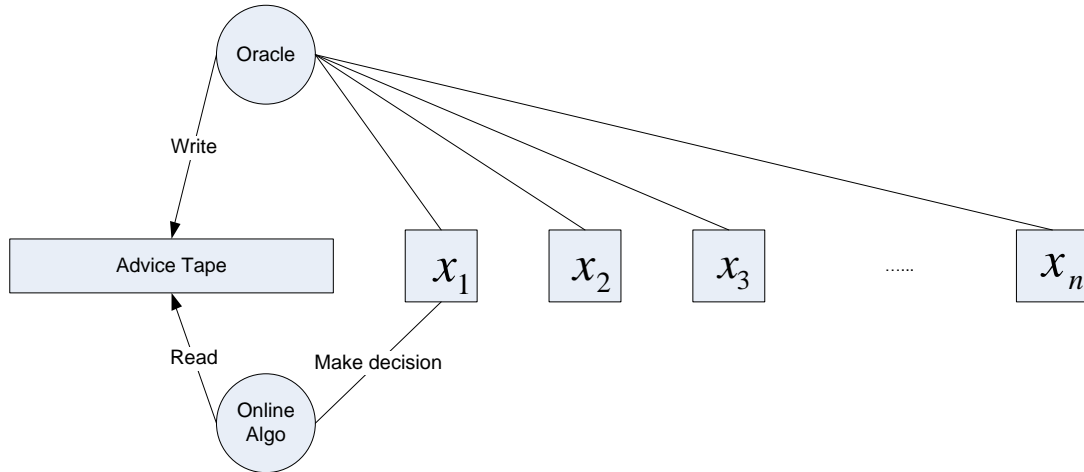 Oracle
Write
Advice Tape
x₁ x₂ x₃ ...... xₙ
Read
Make decision
Online
Algo